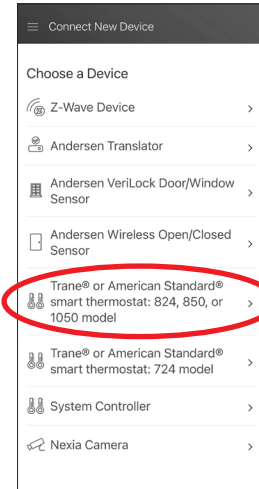 Connect New Device
Choose a Device
Z-Wave Device
Andersen Translator
Andersen VeriLock Door/Window
Sensor
Andersen Wireless Open/Closed
Sensor
Trane® or American Standard®
smart thermostat: 824, 850, or
1050 model
Trane® or American Standard®
smart thermostat: 724 model
System Controller
Nexia Camera